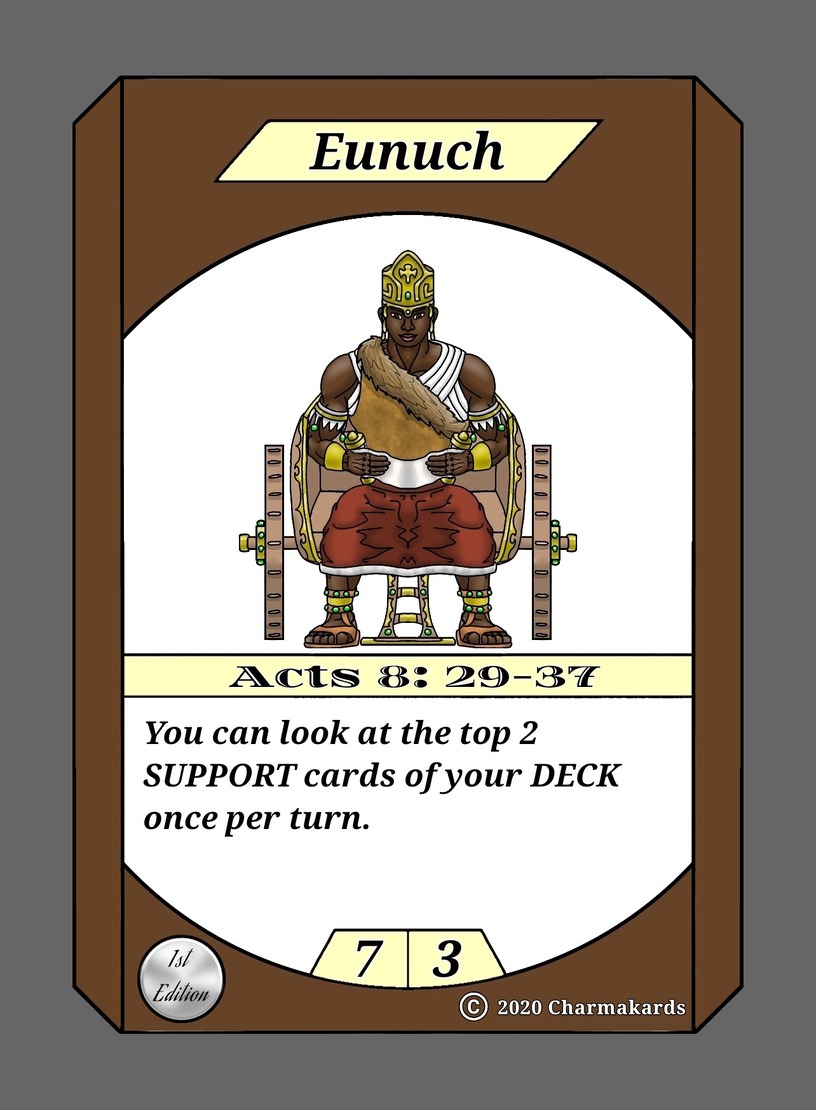 Eunuch
Acts 8: 29-37
You can look at the top 2
SUPPORT cards of your DECK
once per turn.
7 3
1st
Edition
© 2020 Charmakards